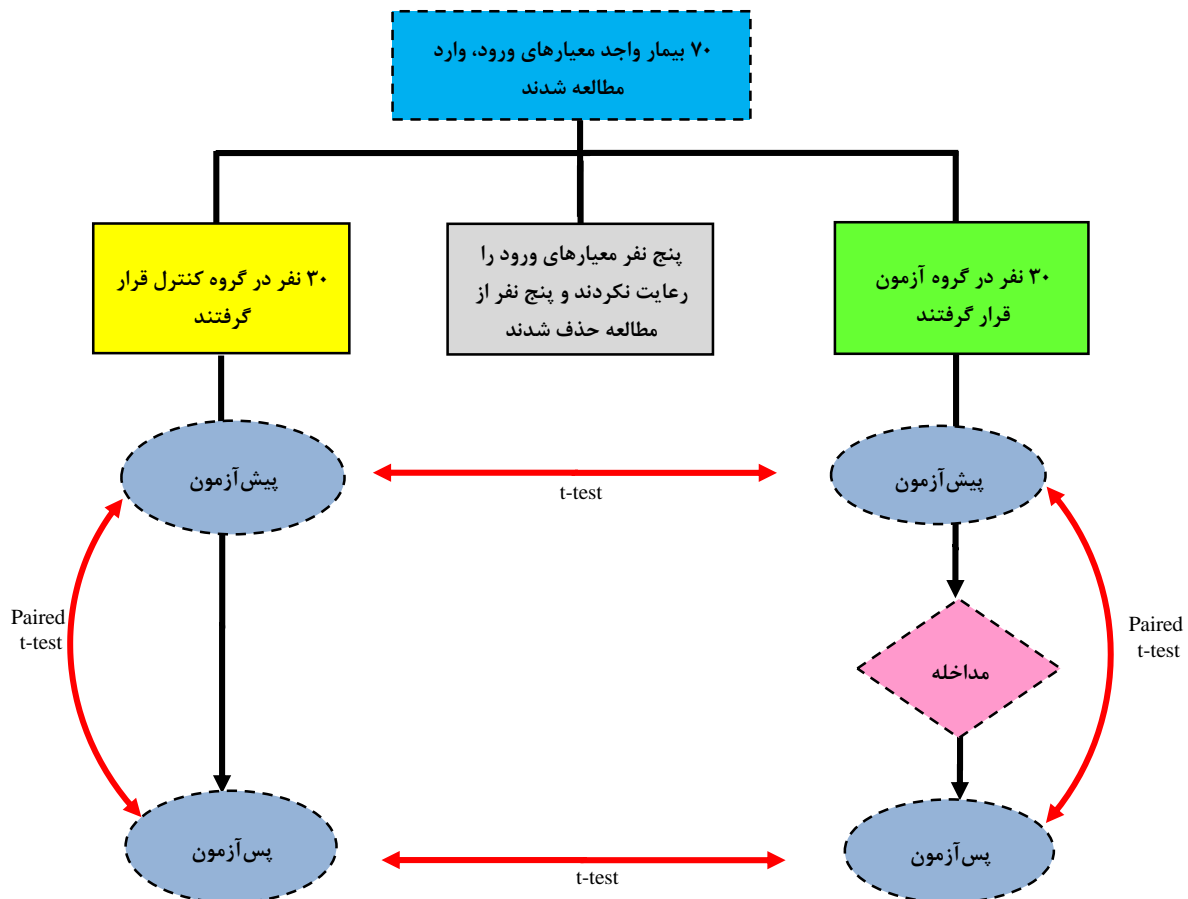 ۷۰ بیمار واجد معیارهای ورود، وارد
مطالعه شدند
۳۰ نفر در گروه آزمون
قرار گرفتند
پنج نفر معیارهای ورود را
رعایت نکردند و پنج نفر از
مطالعه حذف شدند
۳۰ نفر در گروه کنترل قرار
گرفتند
پیش‌آزمون
t-test
پیش‌آزمون
Paired
t-test
مداخله
Paired
t-test
پس‌آزمون
t-test
پس‌آزمون